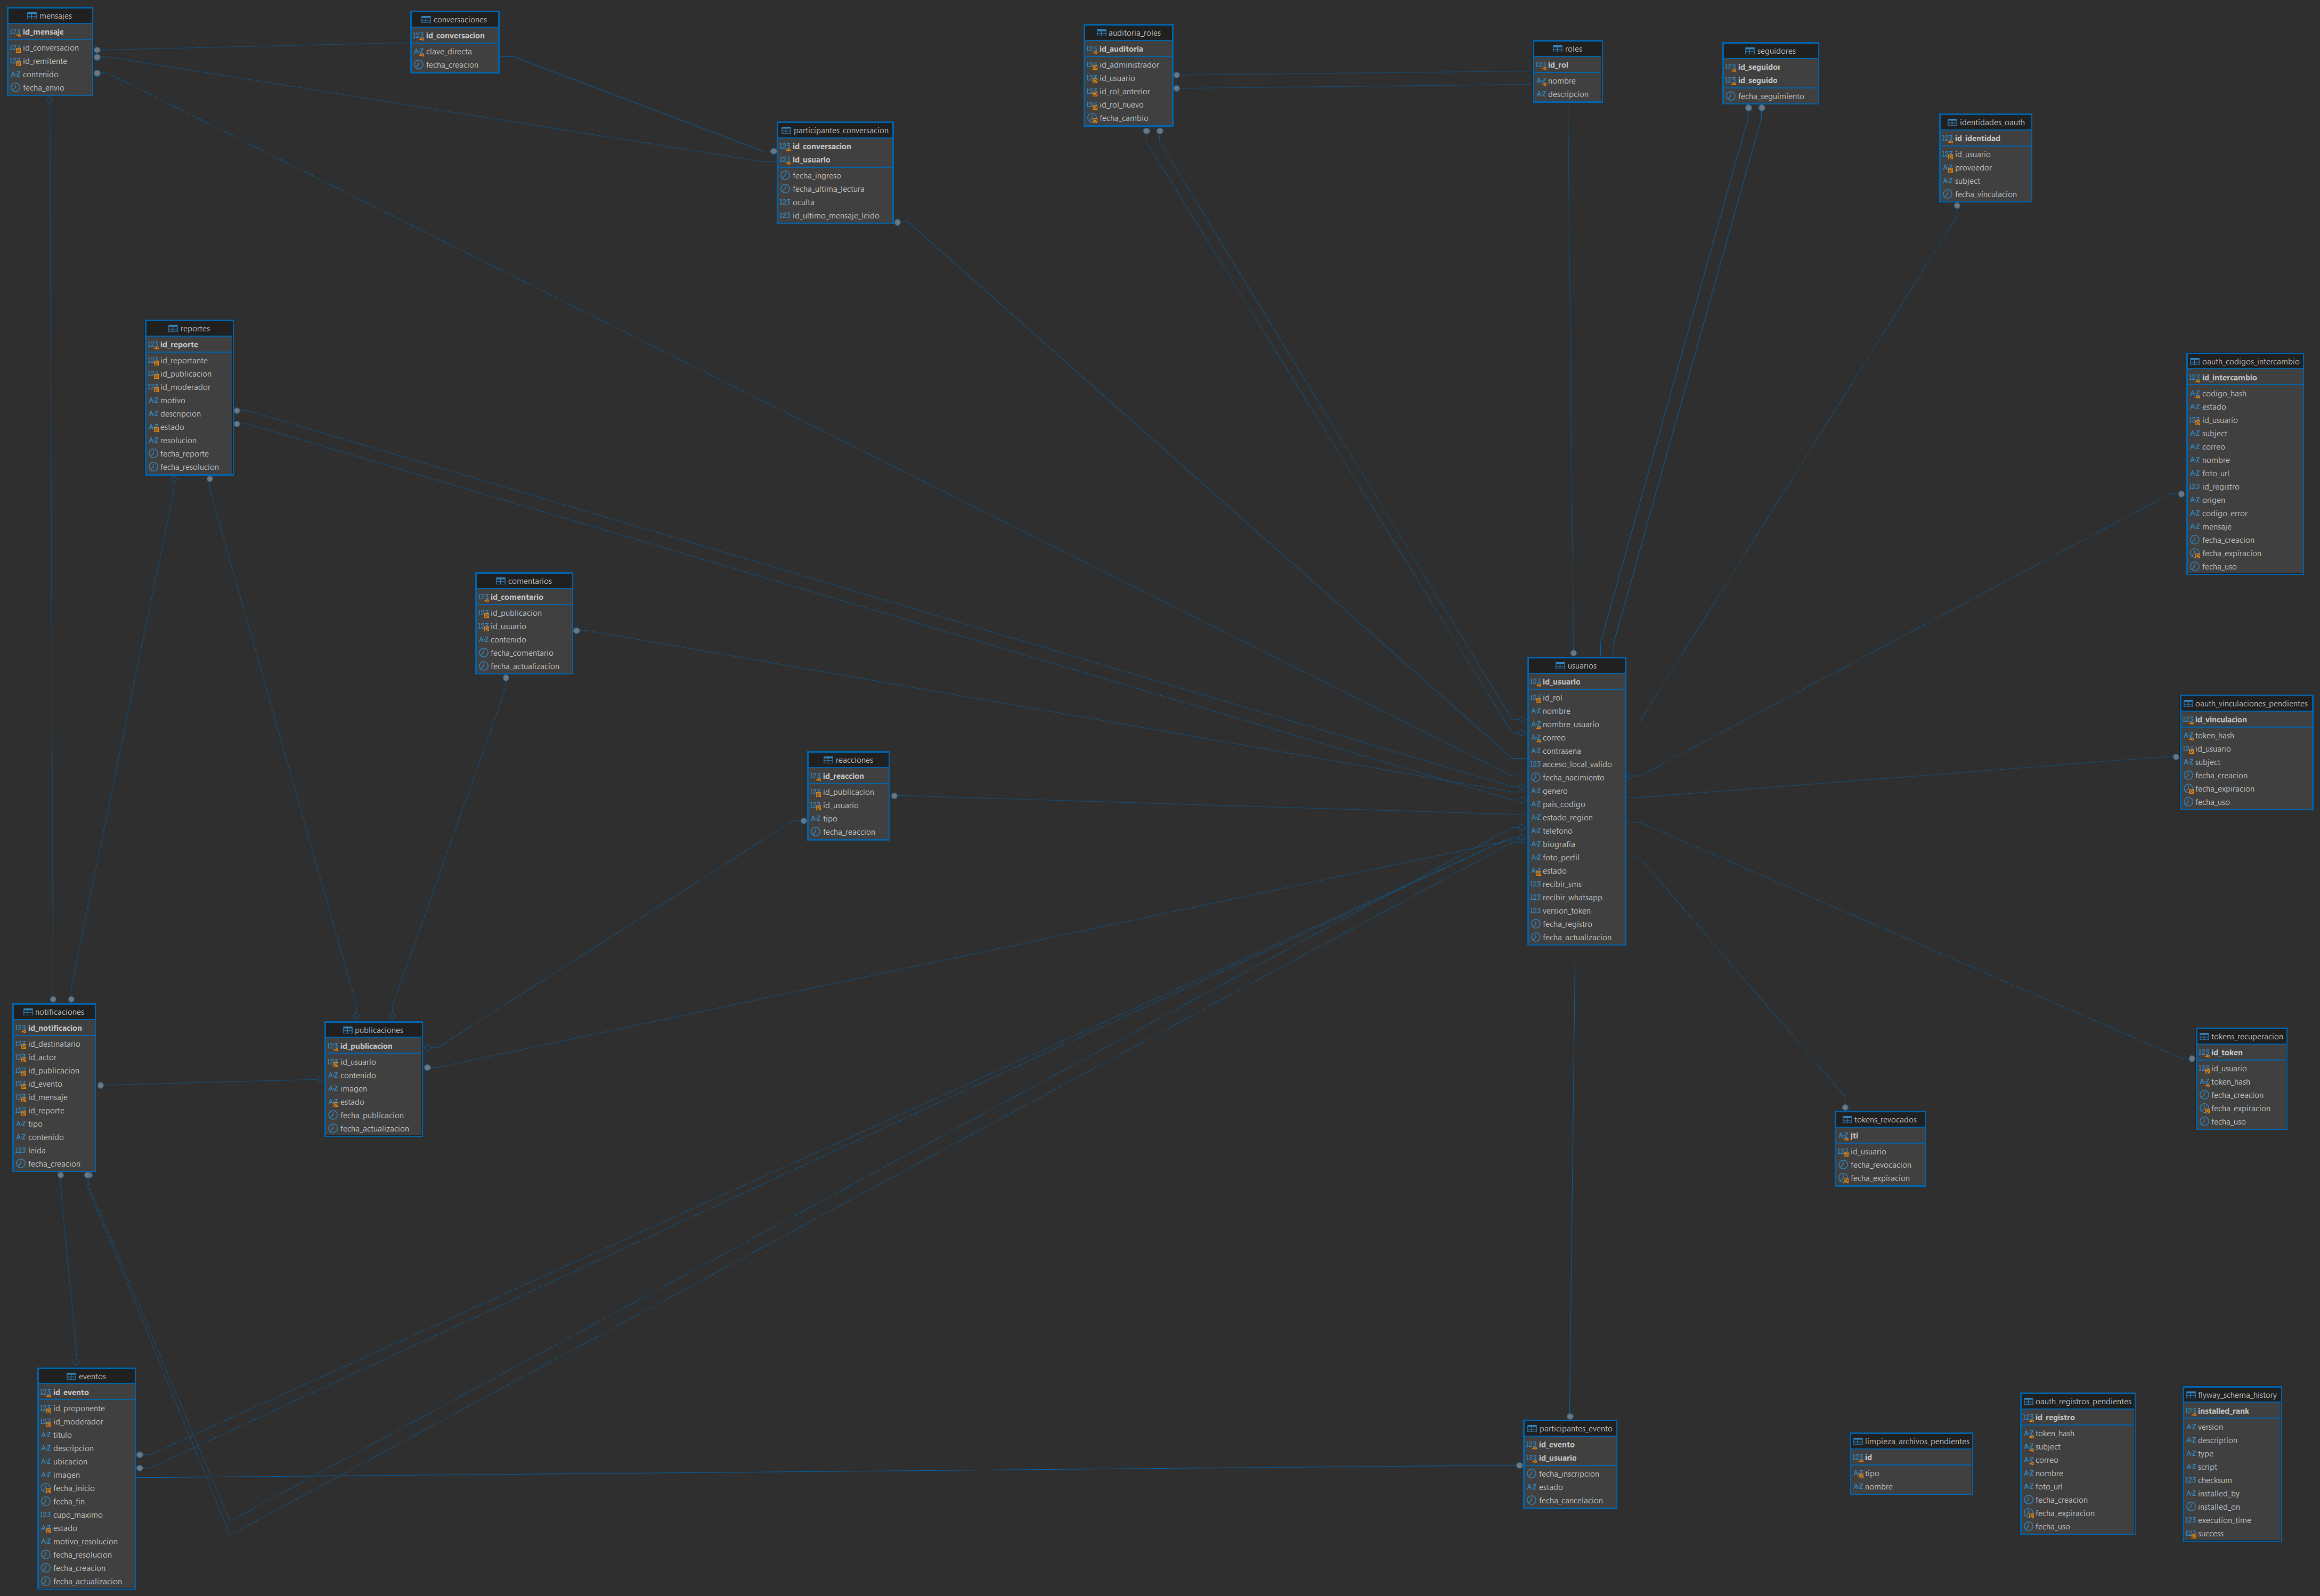 mensajes
id_mensaje
id_conversacion
id_remitente
contenido
fecha_envio
conversaciones
id_conversacion
clave_directa
fecha_creacion
participantes_conversacion
id_conversacion
id_usuario
fecha_ingreso
fecha_ultima_lectura
oculta
id_ultimo_mensaje_leido
auditoria_roles
id_auditoria
id_administrador
id_usuario
id_rol_anterior
id_rol_nuevo
fecha_cambio
roles
id_rol
nombre
descripcion
seguidores
id_seguidor
id_seguido
fecha_seguimiento
identidades_oauth
id_identidad
id_usuario
proveedor
subject
fecha_vinculacion
reportes
id_reporte
id_reportante
id_publicacion
id_moderador
motivo
descripcion
estado
resolucion
fecha_reporte
fecha_resolucion
oauth_codigos_intercambio
id_intercambio
codigo_hash
estado
id_usuario
subject
correo
nombre
foto_url
id_registro
origen
codigo_error
mensaje
fecha_creacion
fecha_expiracion
fecha_uso
comentarios
id_comentario
id_publicacion
id_usuario
contenido
fecha_comentario
fecha_actualizacion
usuarios
id_usuario
id_rol
nombre
nombre_usuario
correo
contrasena
acceso_local_valido
fecha_nacimiento
genero
pais_codigo
estado_region
telefono
biografia
foto_perfil
estado
recibir_sms
recibir_whatsapp
version_token
fecha_registro
fecha_actualizacion
oauth_vinculaciones_pendientes
id_vinculacion
token_hash
id_usuario
subject
fecha_creacion
fecha_expiracion
fecha_uso
reacciones
id_reaccion
id_publicacion
id_usuario
tipo
fecha_reaccion
notificaciones
id_notificacion
id_destinatario
id_actor
id_publicacion
id_evento
id_mensaje
id_reporte
tipo
contenido
leida
fecha_creacion
publicaciones
id_publicacion
id_usuario
contenido
imagen
estado
fecha_publicacion
fecha_actualizacion
tokens_recuperacion
id_token
id_usuario
token_hash
fecha_creacion
fecha_expiracion
fecha_uso
tokens_revocados
jti
id_usuario
fecha_revocacion
fecha_expiracion
eventos
id_evento
id_proponente
id_moderador
titulo
descripcion
ubicacion
imagen
fecha_inicio
fecha_fin
cupo_maximo
estado
motivo_resolucion
fecha_resolucion
fecha_creacion
fecha_actualizacion
participantes_evento
id_evento
id_usuario
fecha_inscripcion
estado
fecha_cancelacion
limpieza_archivos_pendientes
id
tipo
nombre
oauth_registros_pendientes
id_registro
token_hash
subject
correo
nombre
foto_url
fecha_creacion
fecha_expiracion
fecha_uso
flyway_schema_history
installed_rank
version
description
type
script
checksum
installed_by
installed_on
execution_time
success